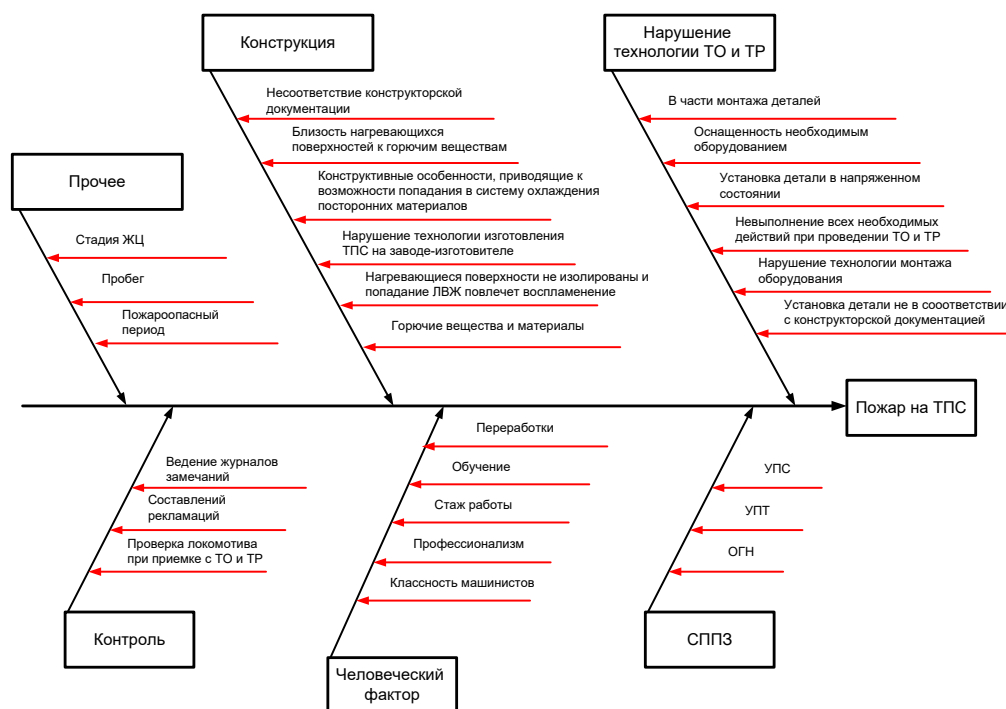 Конструкция
Нарушение
технологии ТО и ТР
Прочее
Несоответствие конструкторской
документации
Близость нагревающихся
поверхностей к горючим веществам
Конструктивные особенности, приводящие к
возможности попадания в систему охлаждения
посторонних материалов
Нарушение технологии изготовления
ТПС на заводе-изготовителе
Нагревающиеся поверхности не изолированы и
попадание ЛВЖ повлечет воспламенение
Горючие вещества и материалы
В части монтажа деталей
Оснащенность необходимым
оборудованием
Установка детали в напряженном
состоянии
Невыполение всех необходимых
действий при проведении ТО и ТР
Нарушение технологии монтажа
оборудования
Установка детали не в сооответствии
с конструкторской документацией
Стадия ЖЦ
Пробег
Пожароопасный
период
Пожар на ТПС
Ведение журналов
замечаний
Составлений
рекламаций
Проверка локомотива
при приемке с ТО и ТР
Контроль
Переработки
Обучение
Стаж работы
Профессионализм
Классность машинистов
Человеческий
фактор
УПС
УПТ
ОГН
СППЗ